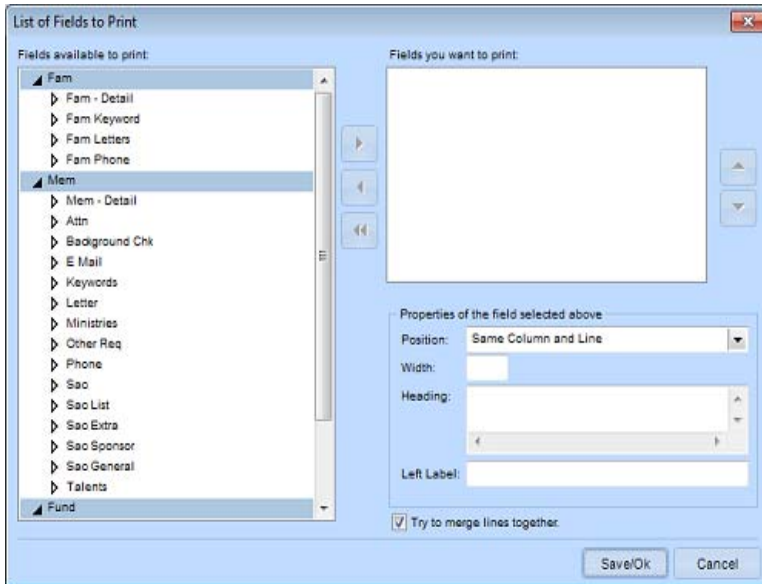 List of Fields to Print
Fields available to print:
Fam
Fam - Detail
Fam Keyword
Fam Letters
Fam Phone
Mem
Mem - Detail
Attn
Background Chk
E Mail
Keywords
Letter
Ministries
Other Req
Phone
Sac
Sac List
Sac Extra
Sac Sponsor
Sac General
Talents
Fund
Fields you want to print:
Properties of the field selected above
Position: Same Column and Line
Width:
Heading:
Left Label:
Try to merge lines together.
Save/Ok Cancel